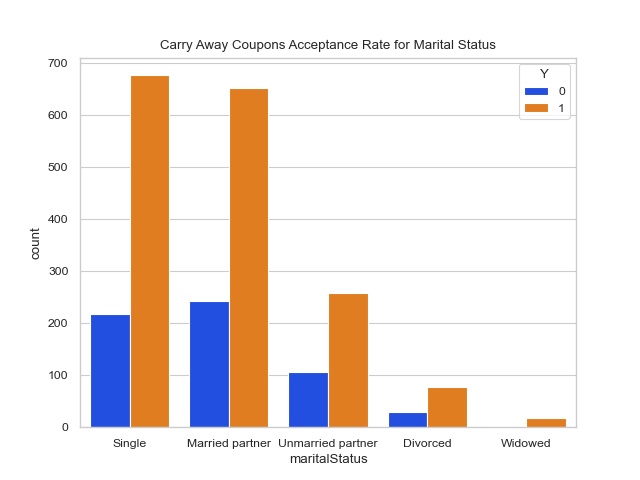 Carry Away Coupons Acceptance Rate for Marital Status
Y
0
1
700
600
500
400
300
200
100
0
count
Single
Married partner
Unmarried partner
Divorced
Widowed
maritalStatus